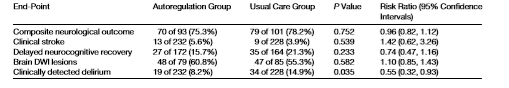 End-Point Autoregulation Group Usual Care Group P Value Risk Ratio (95% Confidence
Intervals)
Composite neurological outcome 70 of 93 (75.3%) 79 of 101 (78.2%) 0.752 0.96 (0.82, 1.12)
Clinical stroke 13 of 232 (5.6%) 9 of 228 (3.9%) 0.539 1.42 (0.62, 3.26)
Delayed neurocognitive recovery 27 of 172 (15.7%) 35 of 164 (21.3%) 0.233 0.74 (0.47, 1.16)
Brain DWI lesions 48 of 79 (60.8%) 47 of 85 (55.3%) 0.582 1.10 (0.85, 1.43)
Clinically detected delirium 19 of 232 (8.2%) 34 of 228 (14.9%) 0.035 0.55 (0.32, 0.93)